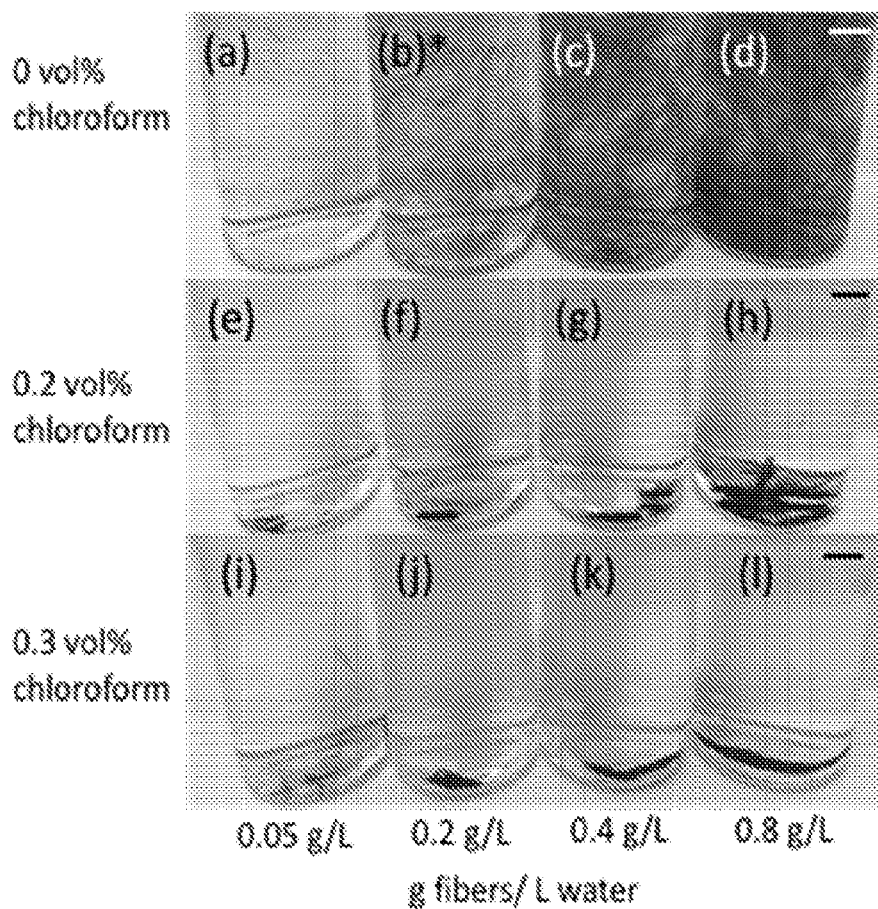 0 vol%
chloroform
(a) (b)* (c) (d)
0.2 vol%
chloroform
(e) (f) (g) (h)
0.3 vol%
chloroform
(i) (j) (k) (l)
0.05 g/L 0.2 g/L 0.4 g/L 0.8 g/L
g fibers/ L water